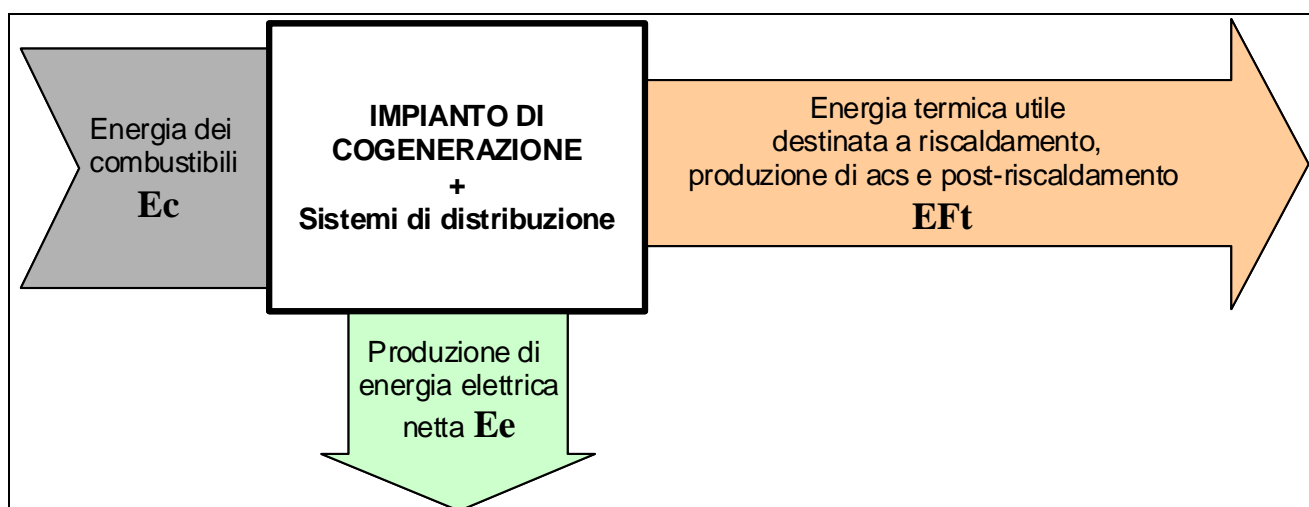 Energia dei
combustibili
Ec
IMPIANTO DI
COGENERAZIONE
+
Sistemi di distribuzione
Energia termica utile
destinata a riscaldamento,
produzione di acs e post-riscaldamento
EFt
Produzione di
energia elettrica
netta Ee